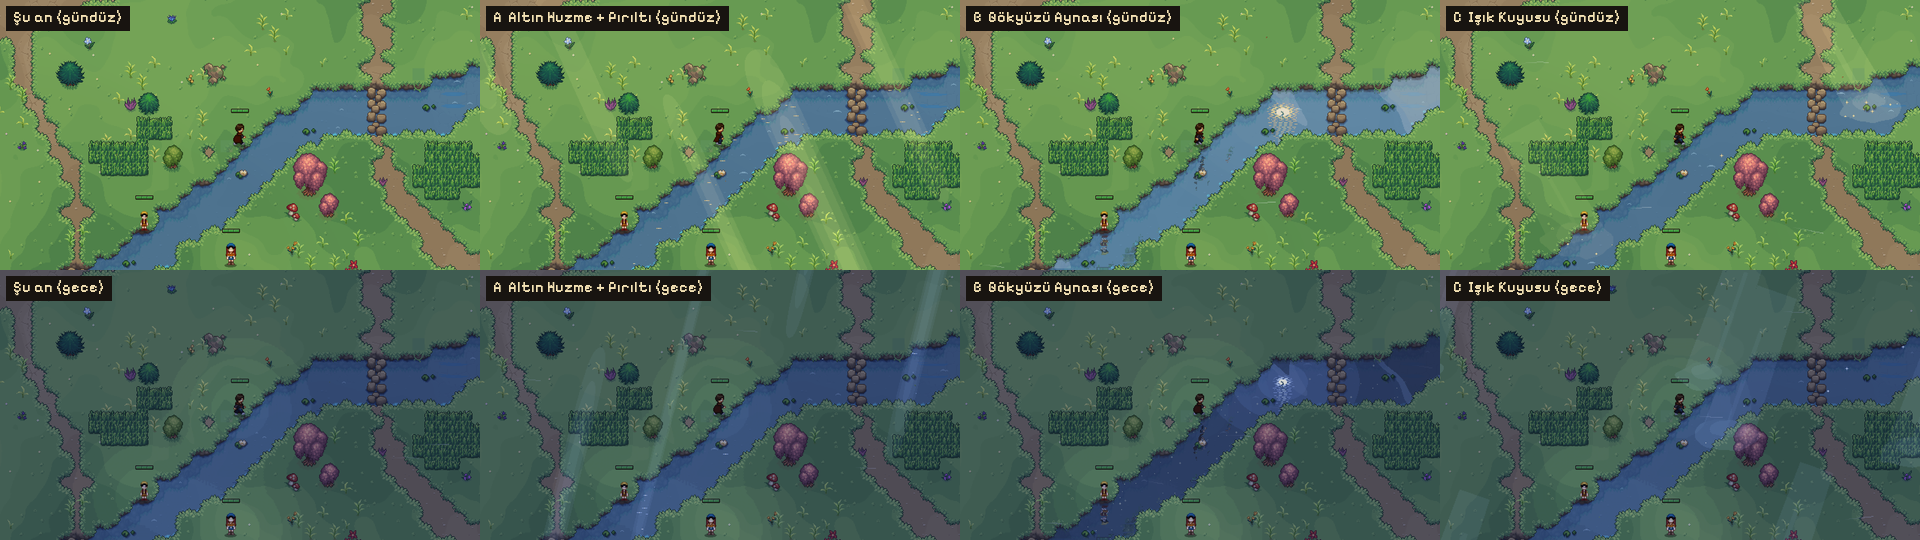 Şu an (gündüz)
A Altın Huzme + Pırıltı (gündüz)
B Gökyüzü Aynası (gündüz)
C Işık Kuyusu (gündüz)
Şu an (gece)
A Altın Huzme + Pırıltı (gece)
B Gökyüzü Aynası (gece)
C Işık Kuyusu (gece)